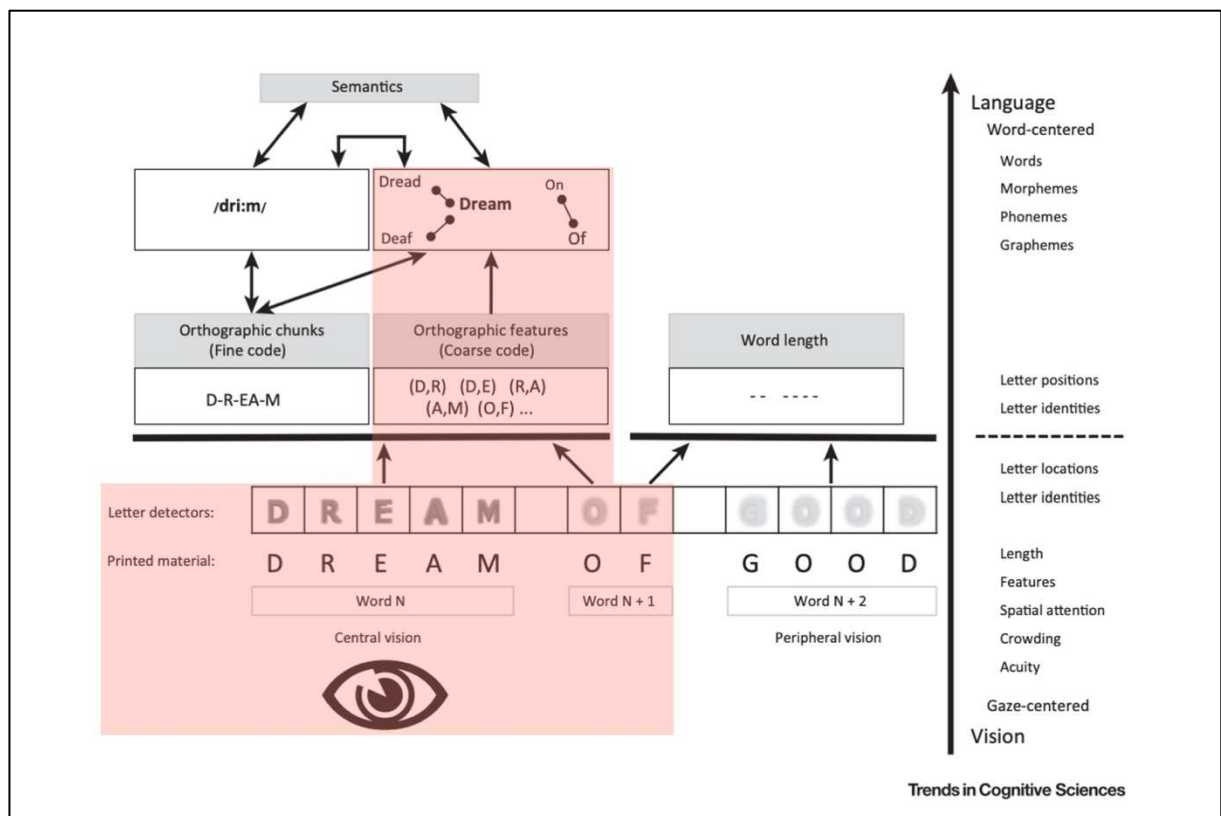 Semantics
/dri:m/
Dread
Dream
Deaf
On
Of
Orthographic chunks
(Fine code)
D-R-EA-M
Orthographic features
(Coarse code)
(D,R) (D,E) (R,A)
(A,M) (O,F) ...
Word length
-- ----
Letter detectors: D R E A M O F G O O D
Printed material: D R E A M O F G O O D
Word N
Word N + 1
Word N + 2
Central vision
Peripheral vision
Language
Word-centered
Words
Morphemes
Phonemes
Graphemes
Letter positions
Letter identities
Letter locations
Letter identities
Length
Features
Spatial attention
Crowding
Acuity
Gaze-centered
Vision
Trends in Cognitive Sciences